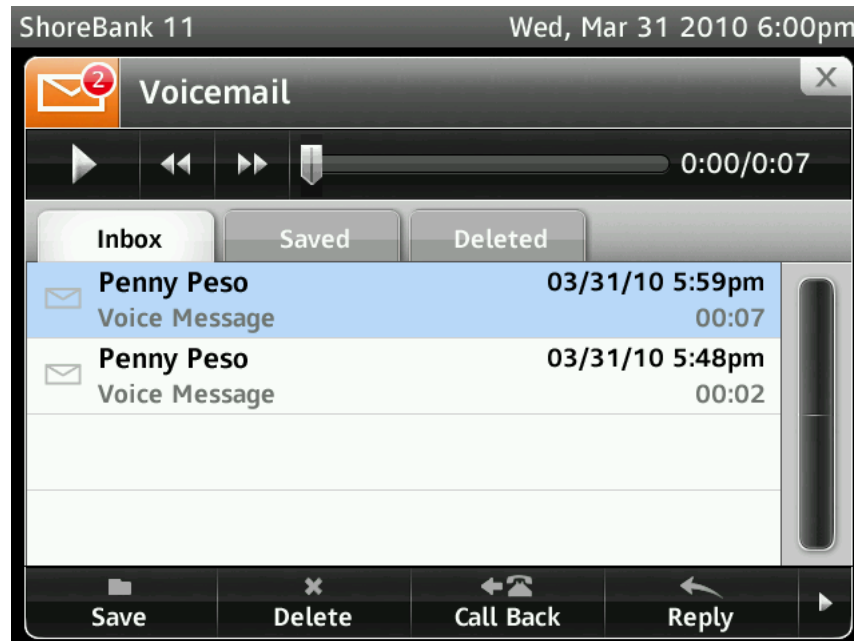 ShoreBank 11 Wed, Mar 31 2010 6:00pm
2
Voicemail X
0:00/0:07
Inbox Saved Deleted
Penny Peso 03/31/10 5:59pm
Voice Message 00:07
Penny Peso 03/31/10 5:48pm
Voice Message 00:02
Save Delete Call Back Reply